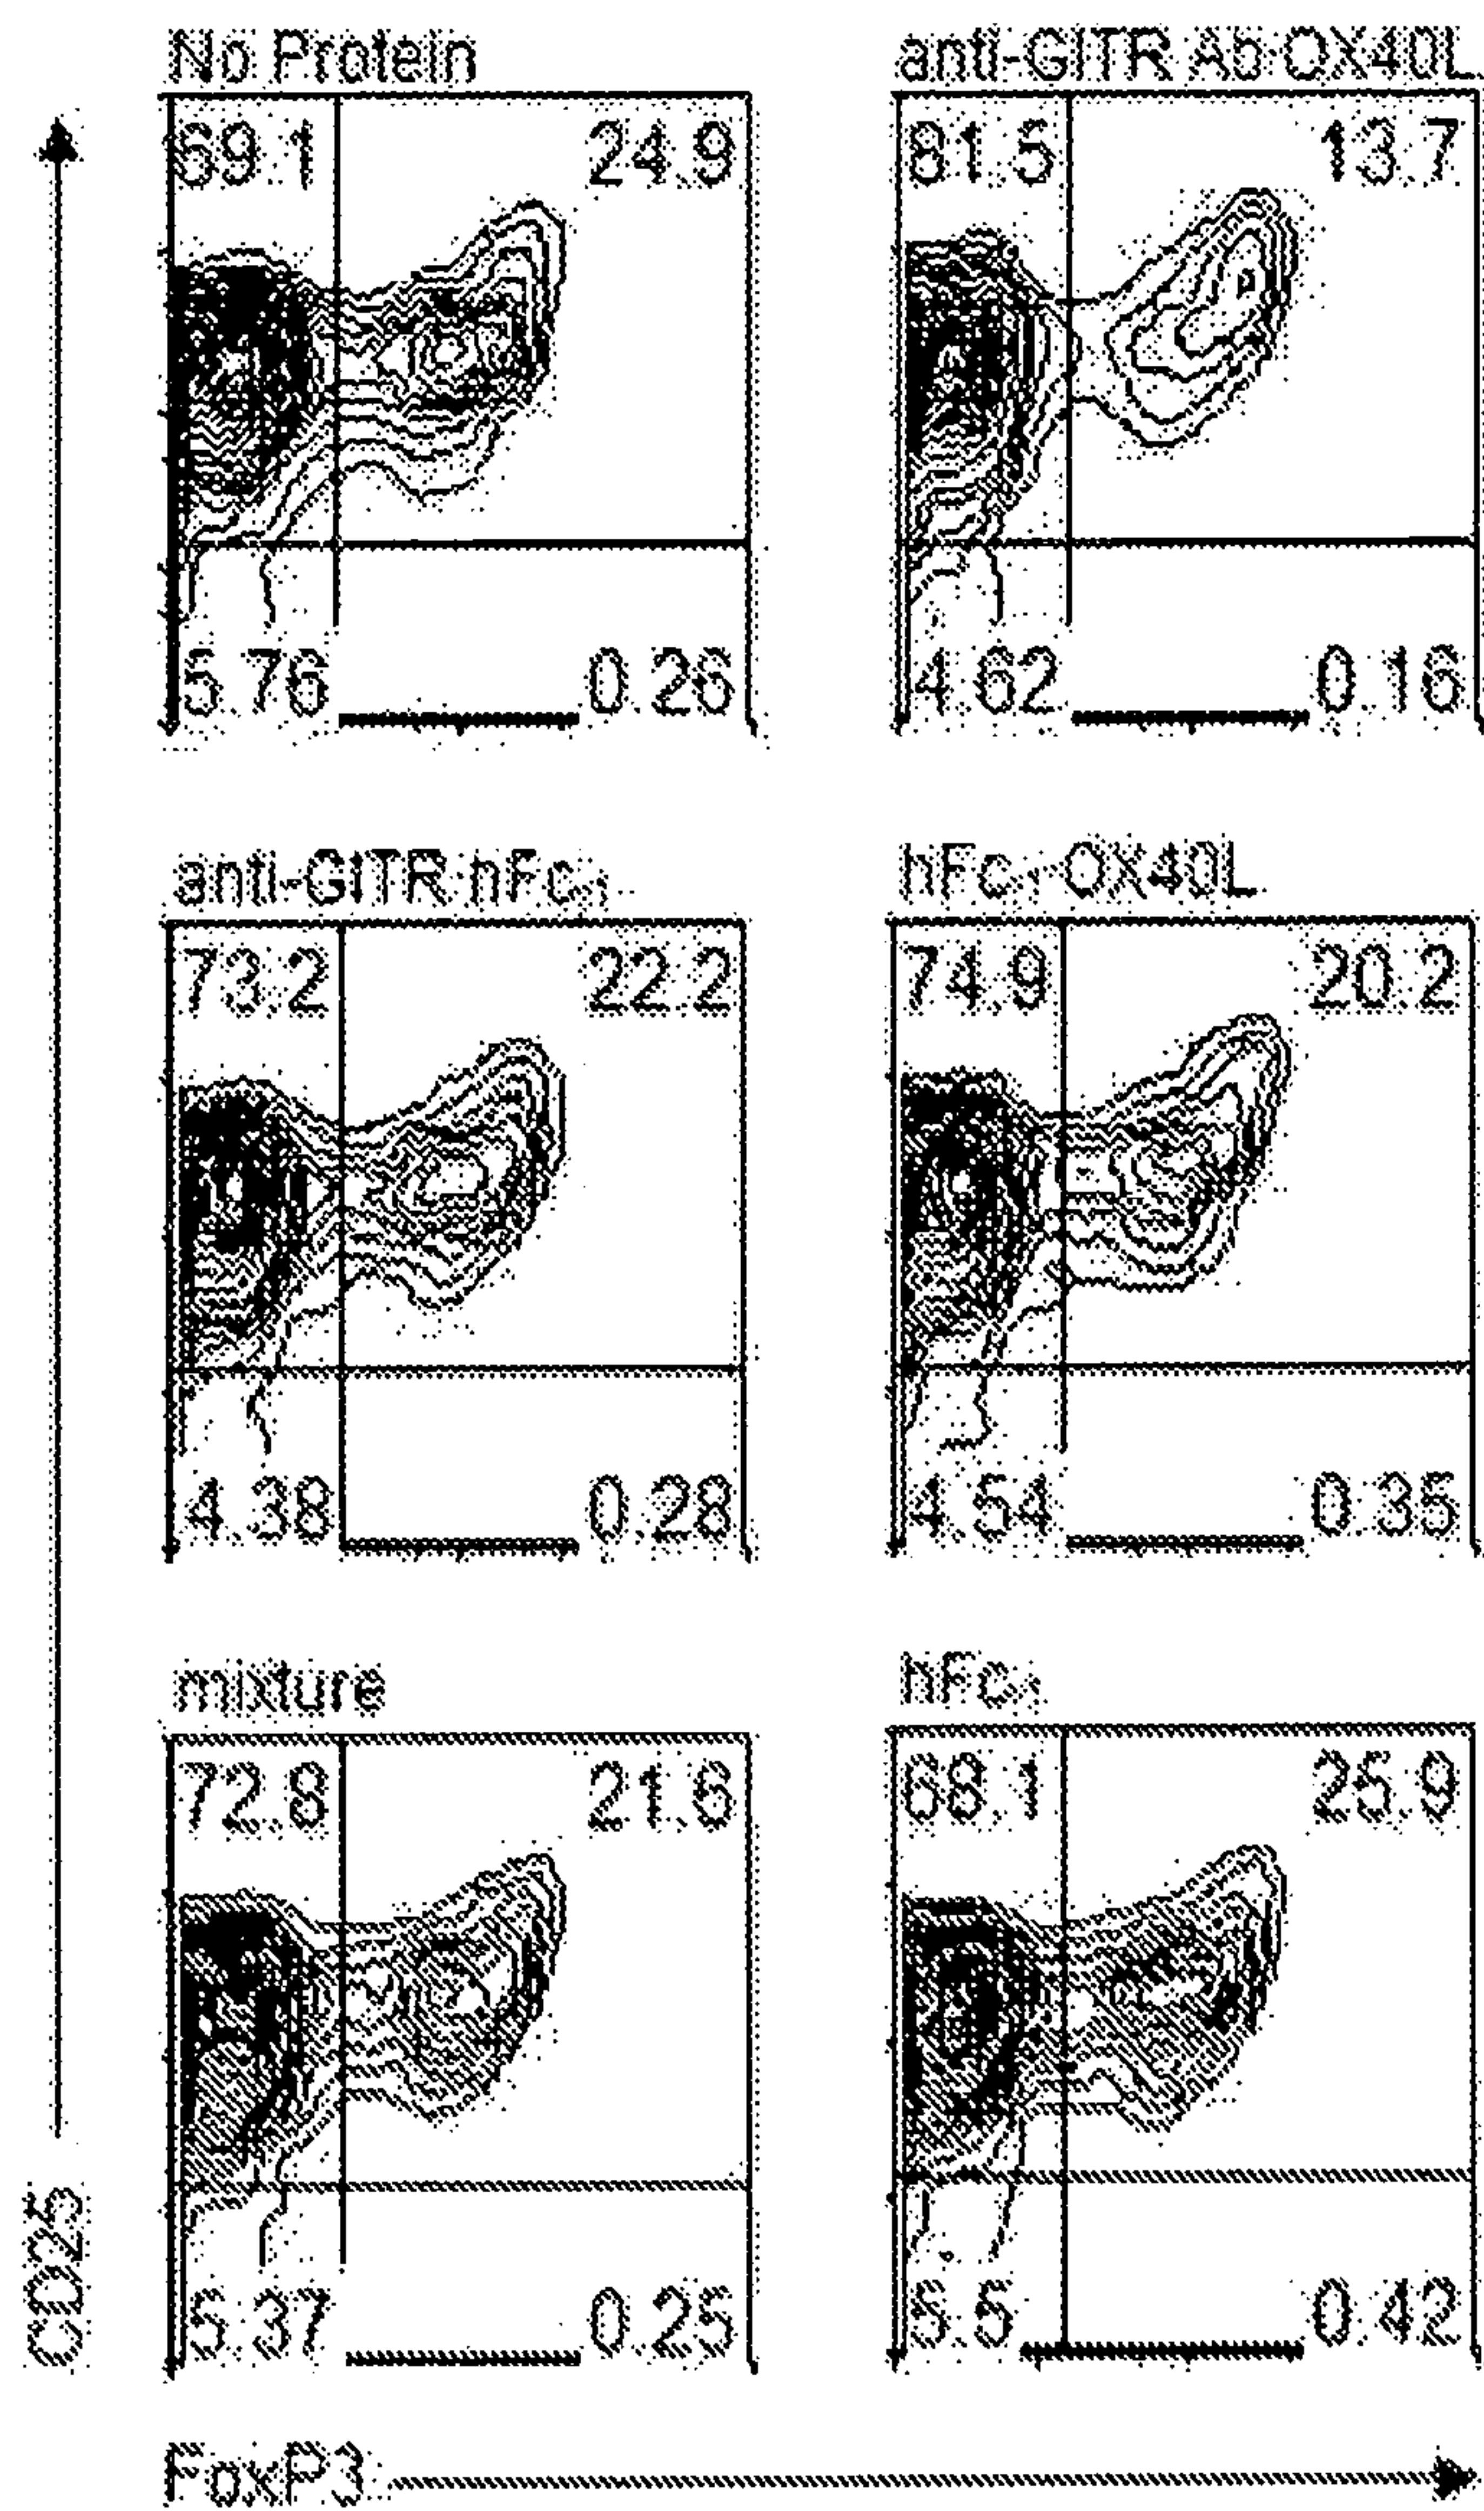 No Protein
69.1 24.9
5.76 0.26
anti-GITR Ab-OX40L
81.5 13.7
4.62 0.16
anti-GITR-hFcγ1
73.2 22.2
4.38 0.28
hFcγ1-OX40L
74.9 20.2
4.54 0.35
mixture
72.8 21.6
5.37 0.25
hFcγ1
68.1 25.9
5.5 0.42
CD25
FoxP3